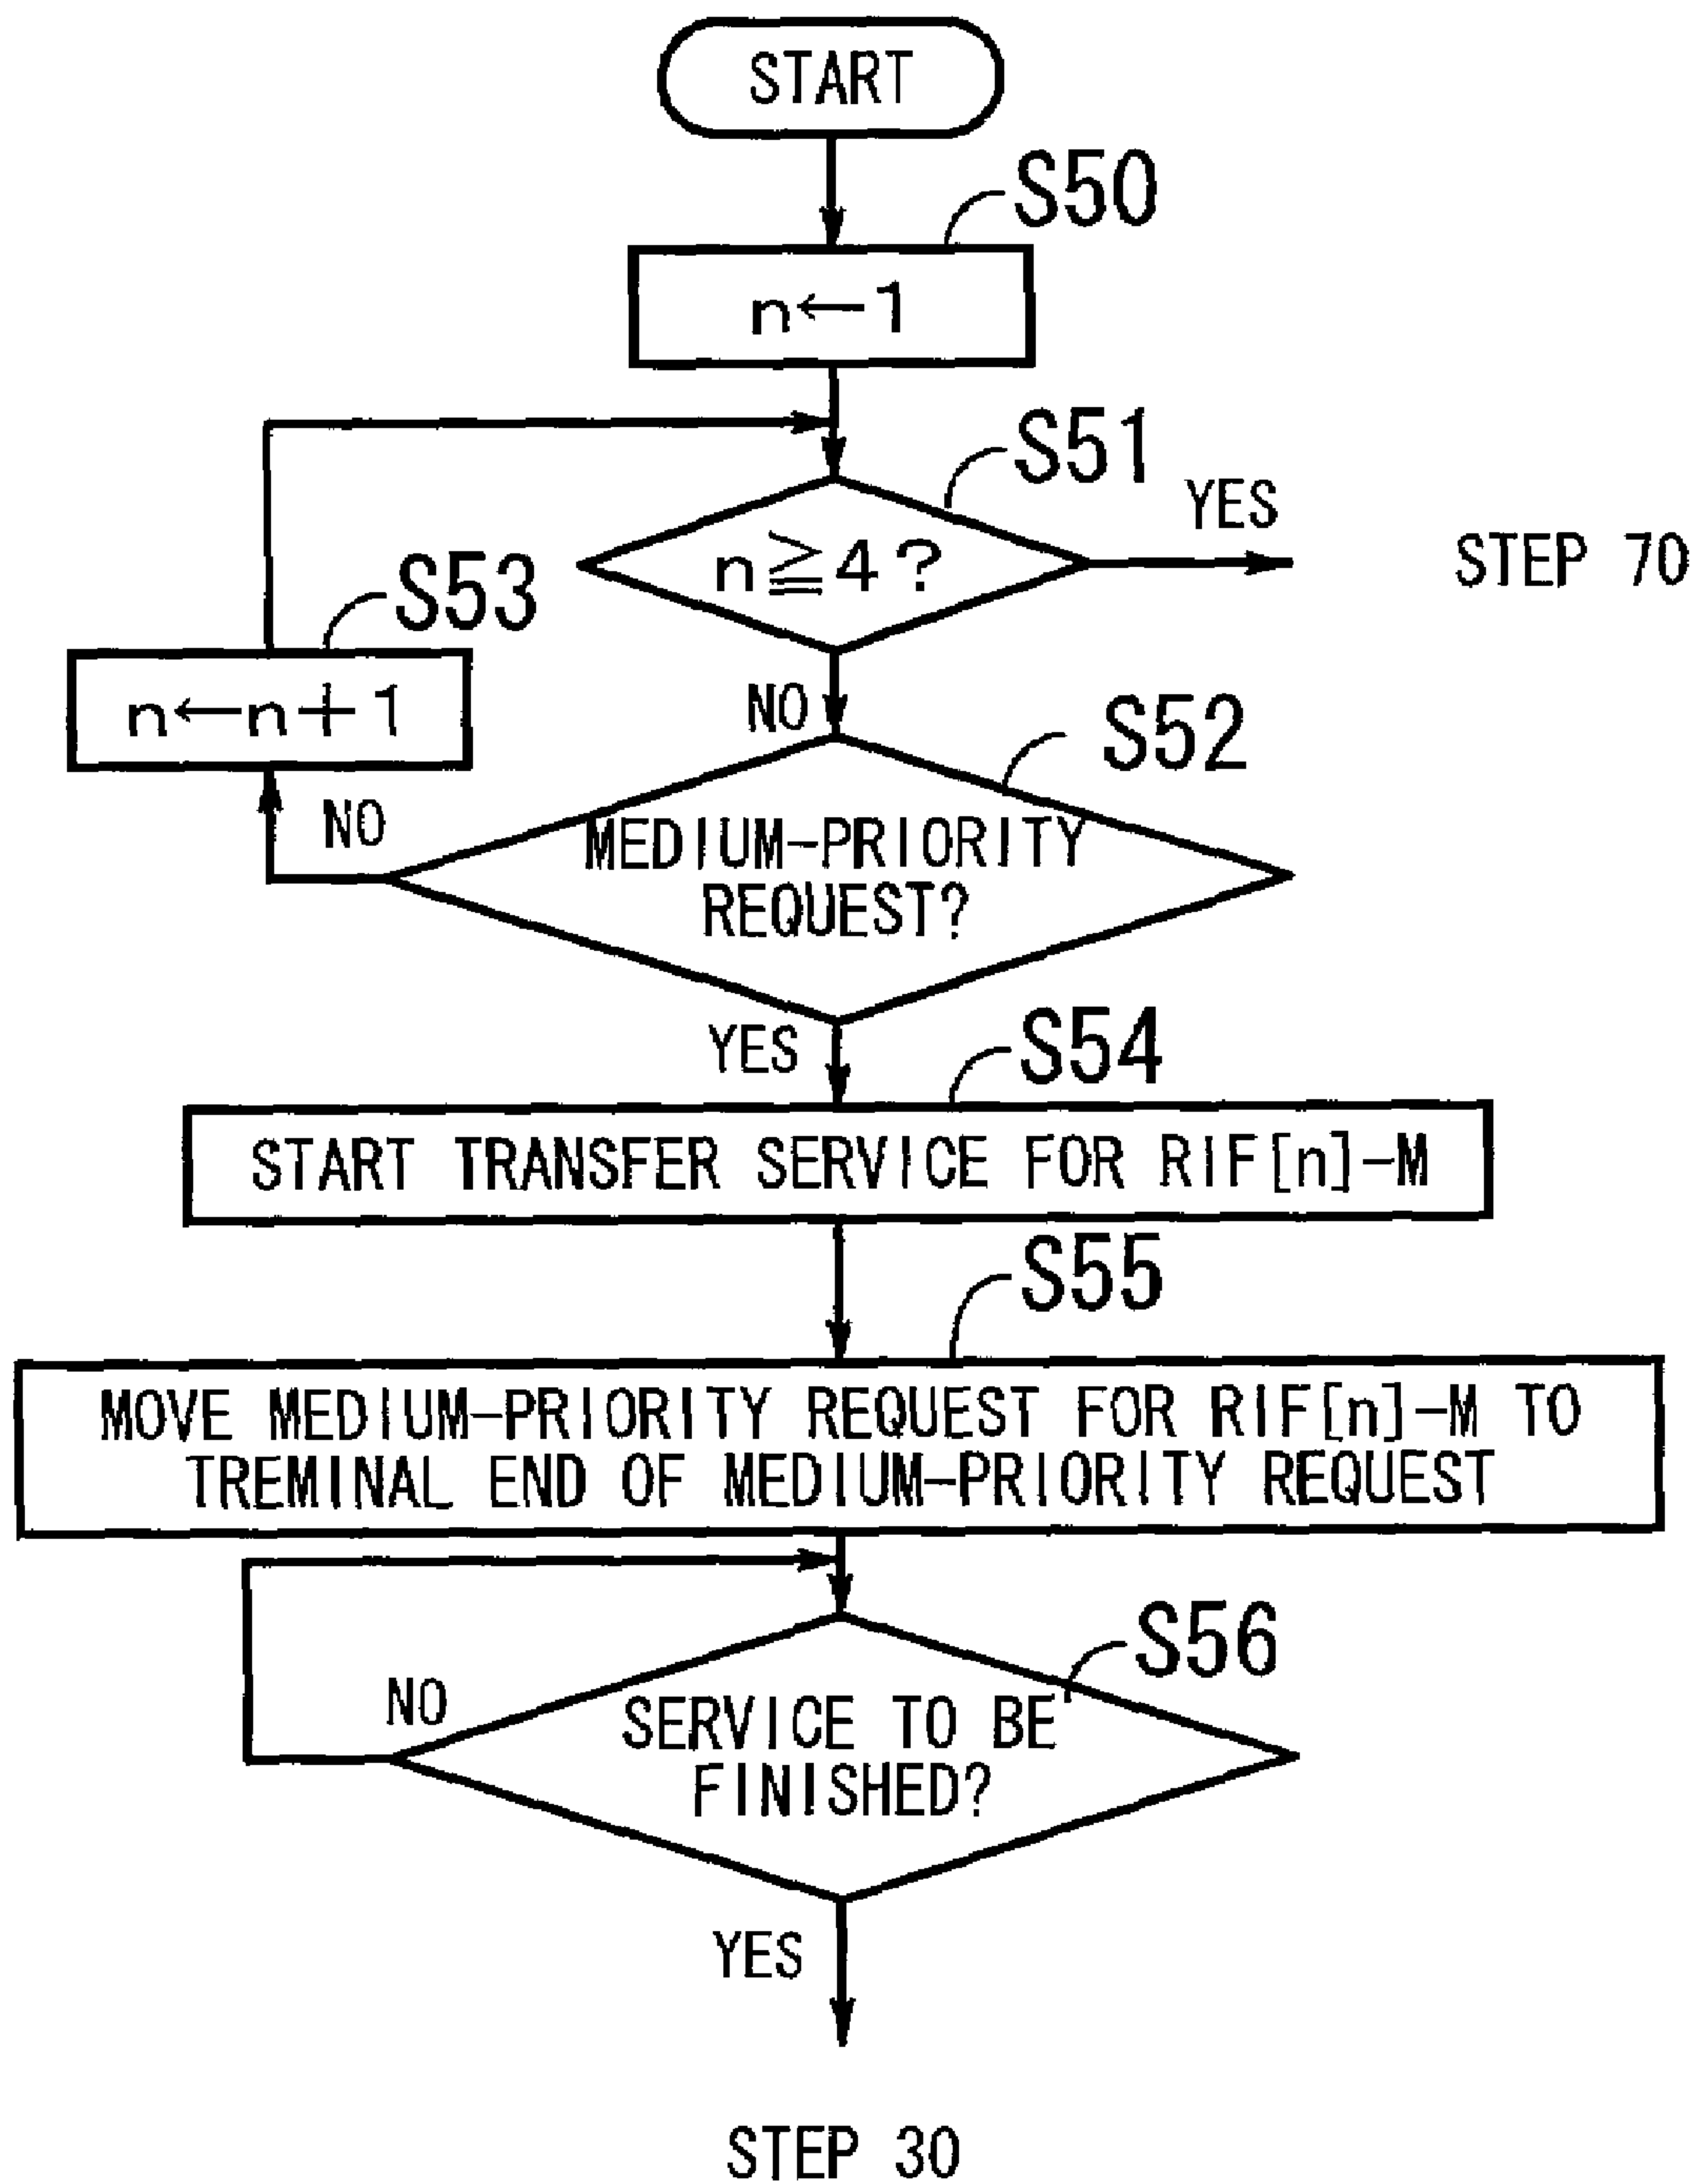 START
S50
n←1
S51
YES
n≧4?
STEP 70
S53
n←n+1
NO
S52
NO
MEDIUM-PRIORITY
REQUEST?
YES
S54
START TRANSFER SERVICE FOR RIF[n]-M
S55
MOVE MEDIUM-PRIORITY REQUEST FOR RIF[n]-M TO
TREMINAL END OF MEDIUM-PRIORITY REQUEST
S56
NO
SERVICE TO BE
FINISHED?
YES
STEP 30